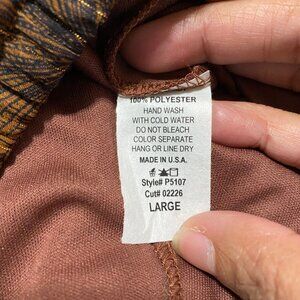 100% POLYESTER
HAND WASH
WITH COLD WATER
DO NOT BLEACH
COLOR SEPARATE
HANG OR LINE DRY
MADE IN U.S.A.
Style# P5107
Cut# 02226
LARGE